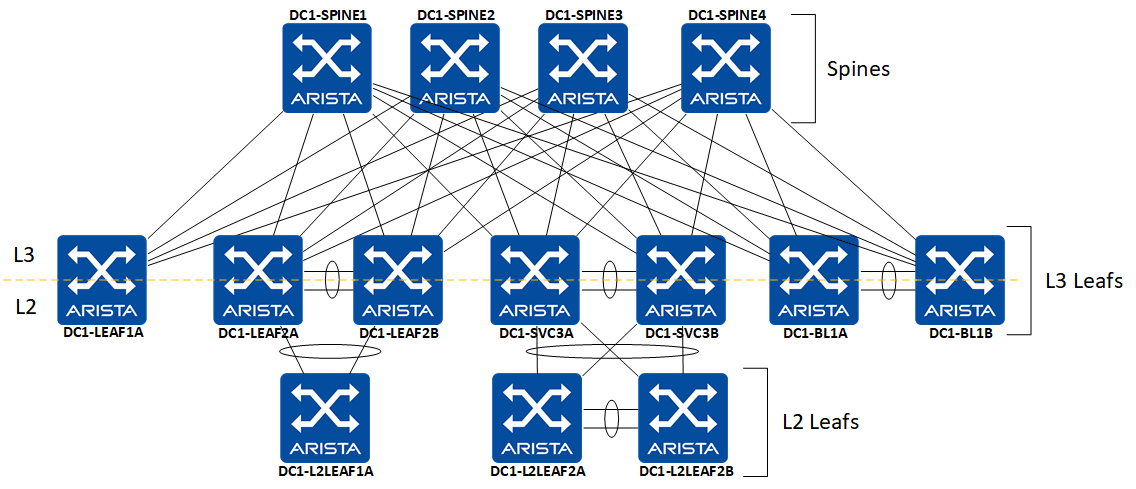 DC1-SPINE1
DC1-SPINE2
DC1-SPINE3
DC1-SPINE4
ARISTA
ARISTA
ARISTA
ARISTA
Spines
L3
L2
ARISTA
ARISTA
ARISTA
ARISTA
ARISTA
ARISTA
ARISTA
L3 Leafs
DC1-LEAF1A
DC1-LEAF2A
DC1-LEAF2B
DC1-SVC3A
DC1-SVC3B
DC1-BL1A
DC1-BL1B
ARISTA
ARISTA
ARISTA
L2 Leafs
DC1-L2LEAF1A
DC1-L2LEAF2A
DC1-L2LEAF2B